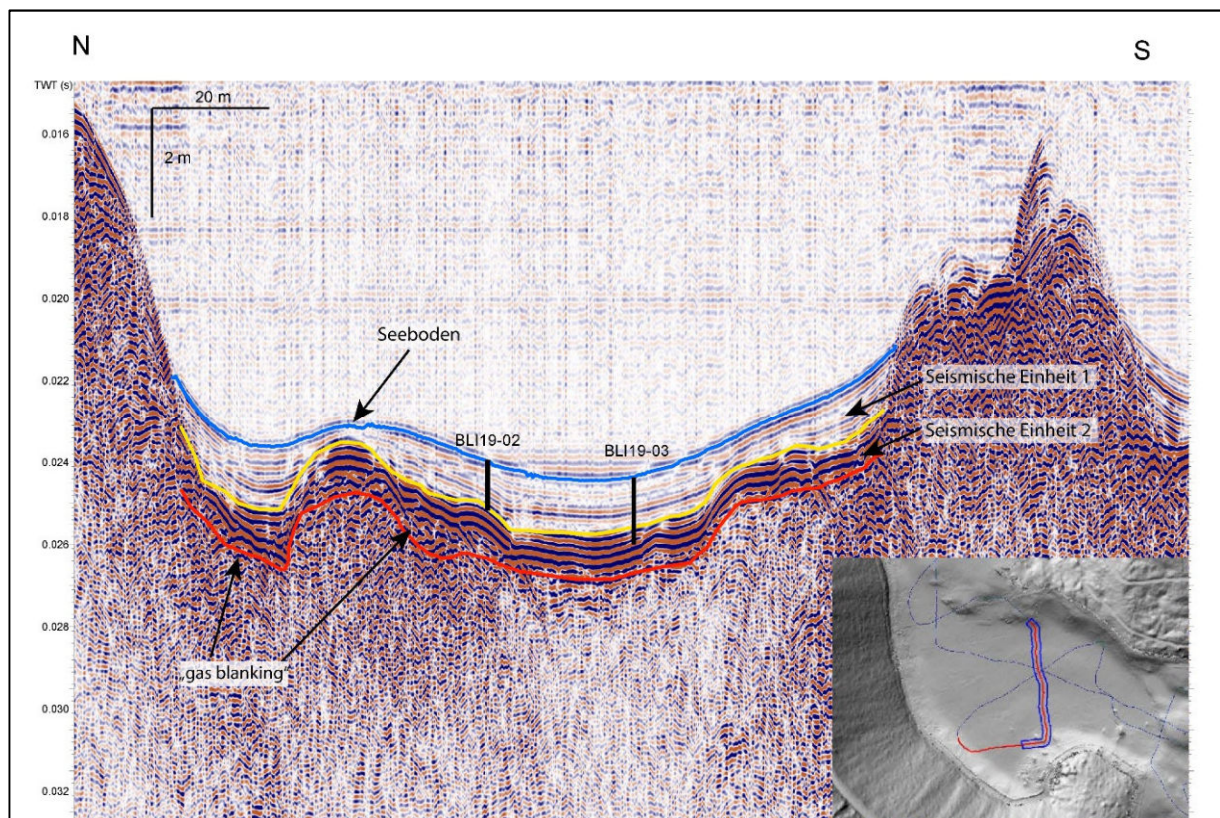 N
S
TWT (s)
20 m
2 m
0.016
0.018
0.020
0.022
0.024
0.026
0.028
0.030
0.032
Seeboden
Seismische Einheit 1
Seismische Einheit 2
BLI19-02
BLI19-03
„gas blanking“